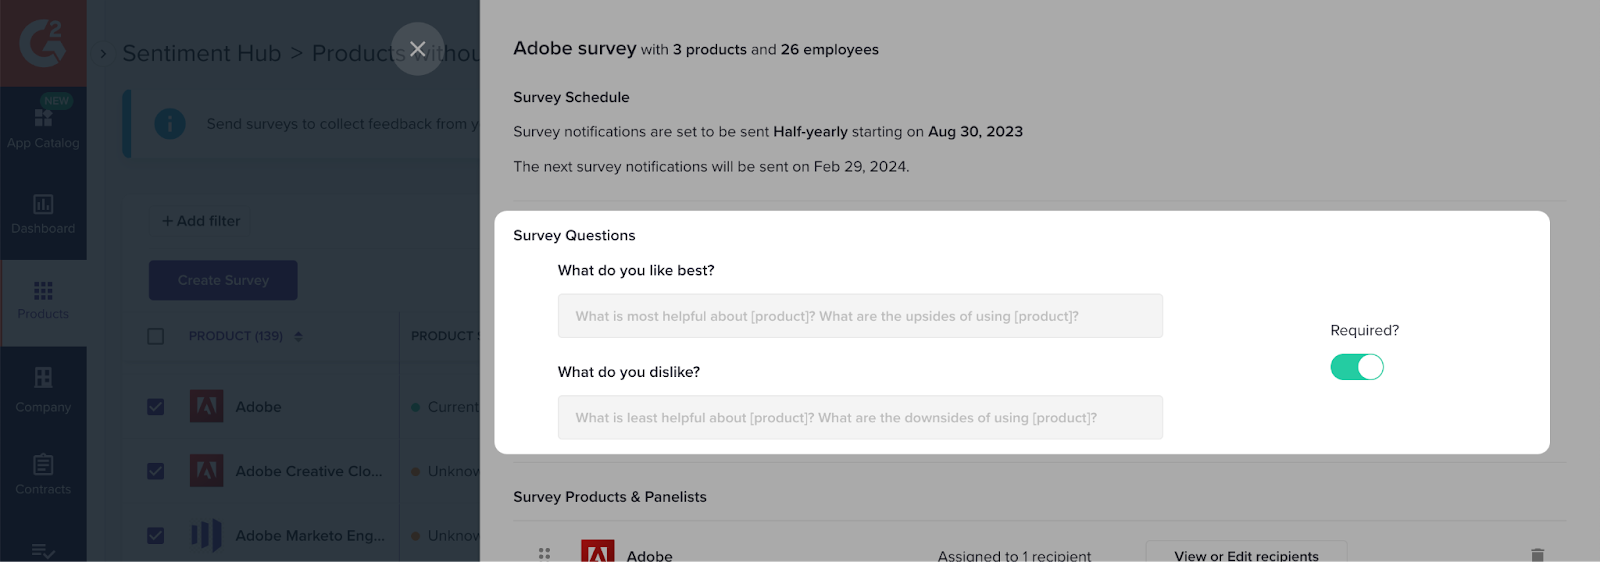 G2
Sentiment Hub > Products withou
NEW
App Catalog
Dashboard
Products
Company
Contracts
Send surveys to collect feedback from y
+ Add filter
Create Survey
PRODUCT (139)
PRODUCT S
Adobe
Current
Adobe Creative Clo...
Unknow
Adobe Marketo Eng...
Unknow
Adobe survey with 3 products and 26 employees
Survey Schedule
Survey notifications are set to be sent Half-yearly starting on Aug 30, 2023
The next survey notifications will be sent on Feb 29, 2024.
Survey Questions
What do you like best?
What is most helpful about [product]? What are the upsides of using [product]?
Required?
What do you dislike?
What is least helpful about [product]? What are the downsides of using [product]?
Survey Products & Panelists
Adobe
Assigned to 1 recipient
View or Edit recipients